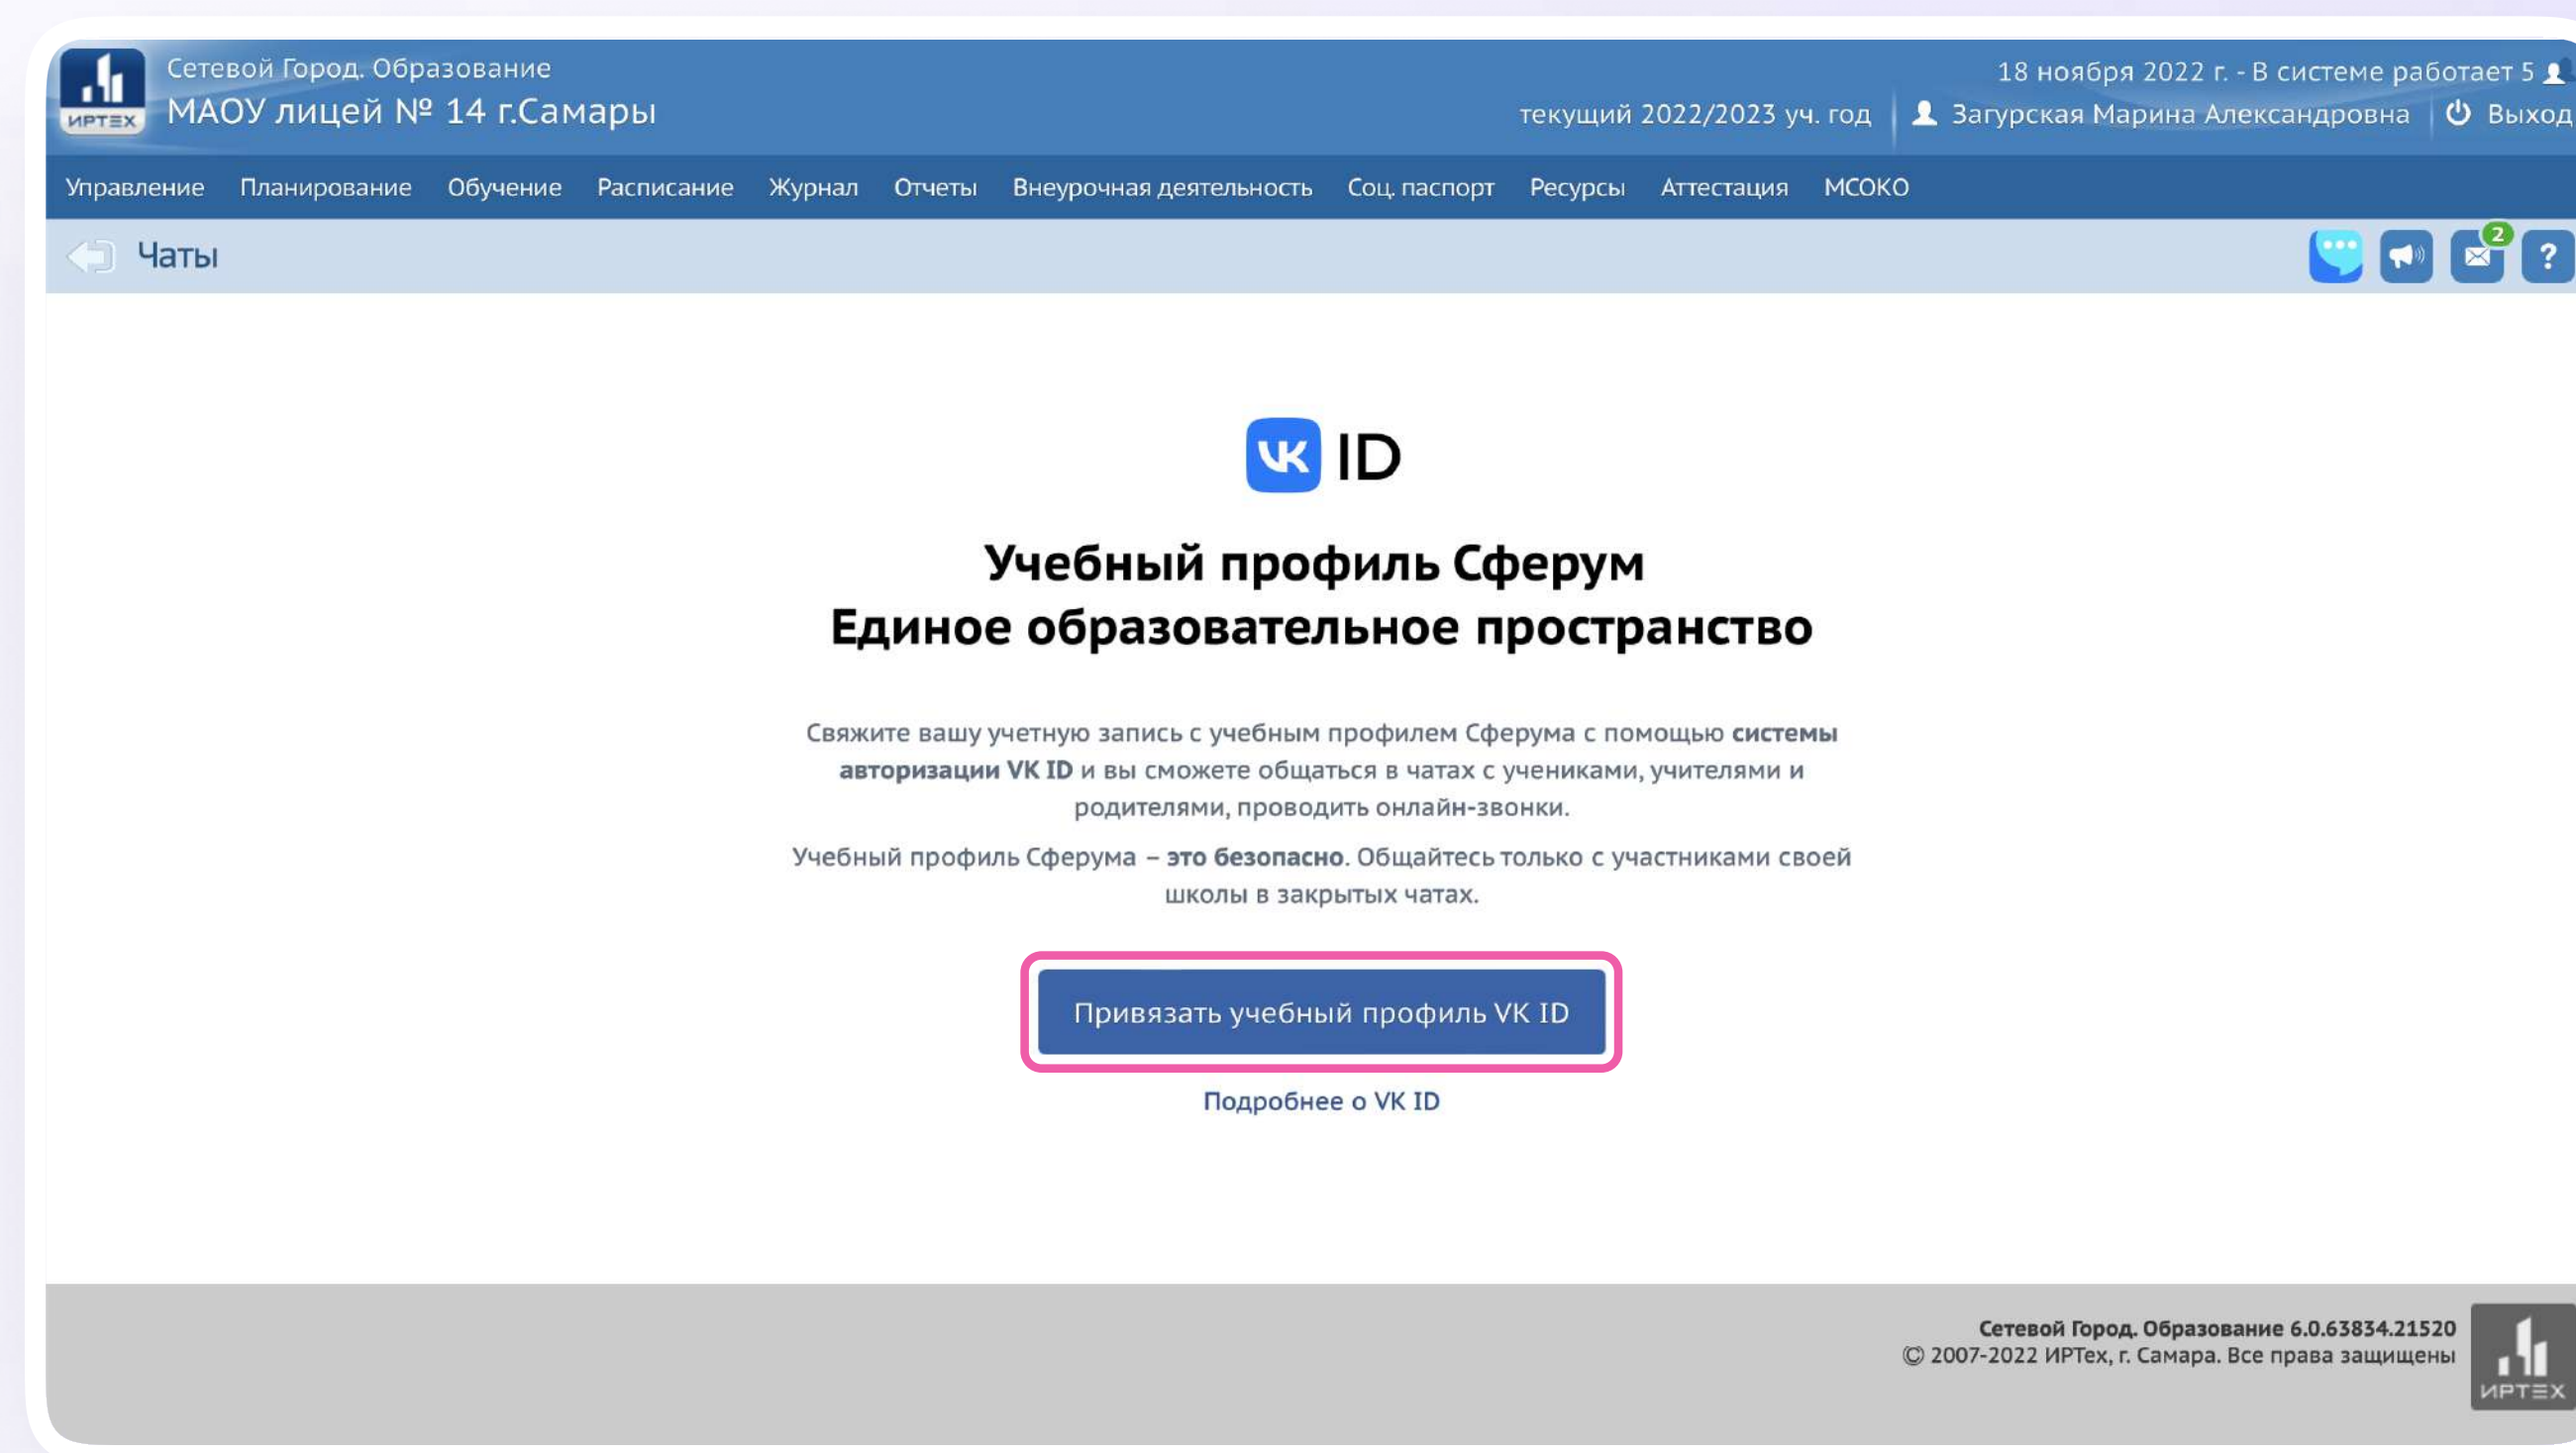 Сетевой Город. Образование
МАОУ лицей № 14 г.Самары
ИРТЕХ
18 ноября 2022 г. - В системе работает 5
текущий 2022/2023 уч. год Загурская Марина Александровна Выход
Управление Планирование Обучение Расписание Журнал Отчеты Внеурочная деятельность Соц. паспорт Ресурсы Аттестация МСОКО
Чаты
2
?
VK ID
Учебный профиль Сферум
Единое образовательное пространство
Свяжите вашу учетную запись с учебным профилем Сферума с помощью системы
авторизации VK ID и вы сможете общаться в чатах с учениками, учителями и
родителями, проводить онлайн-звонки.
Учебный профиль Сферума – это безопасно. Общайтесь только с участниками своей
школы в закрытых чатах.
Привязать учебный профиль VK ID
Подробнее о VK ID
Сетевой Город. Образование 6.0.63834.21520
© 2007-2022 ИРТех, г. Самара. Все права защищены
ИРТЕХ